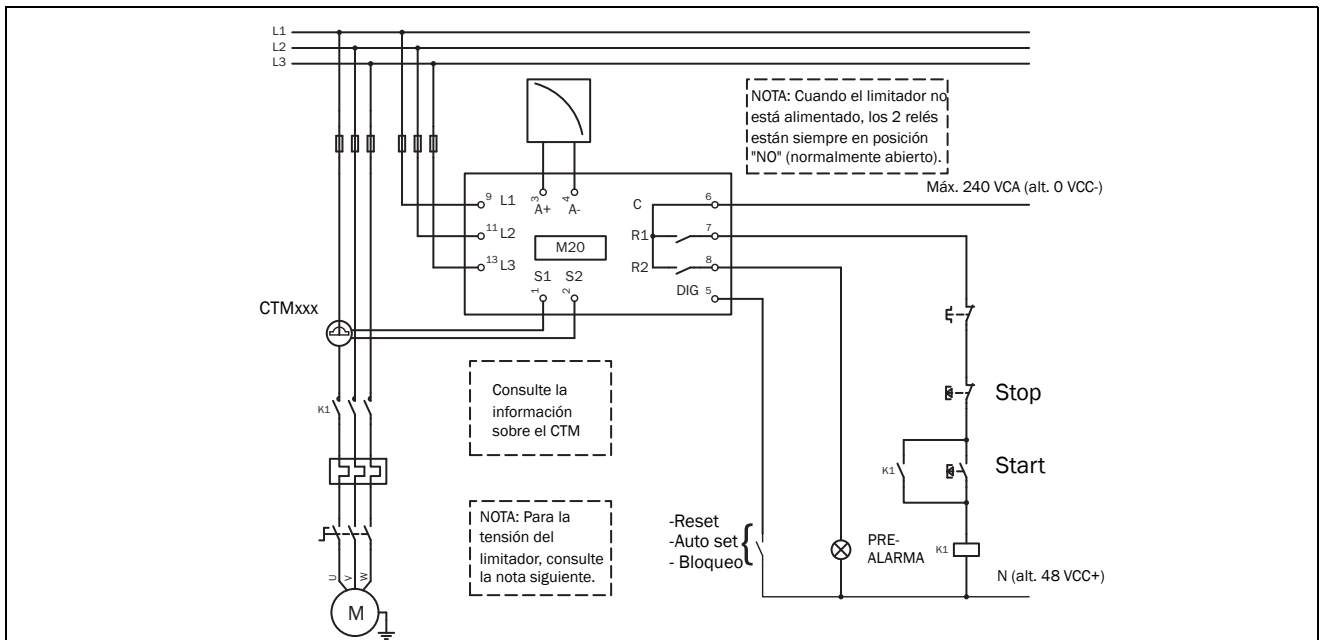 L1
L2
L3
NOTA: Cuando el limitador no
está alimentado, los 2 relés
están siempre en posición
"NO" (normalmente abierto).
Máx. 240 VCA (alt. 0 VCC-)
9 L1
3 A+
4 A-
C 6
11 L2
M20
R1 7
13 L3
S1 S2
R2 8
1 2
DIG 5
CTMxxx
Consulte la
información
sobre el CTM
K1
Stop
K1
Start
NOTA: Para la
tensión del
limitador, consulte
la nota siguiente.
-Reset
-Auto set
- Bloqueo
PRE-
ALARMA
K1
N (alt. 48 VCC+)
U V W
M